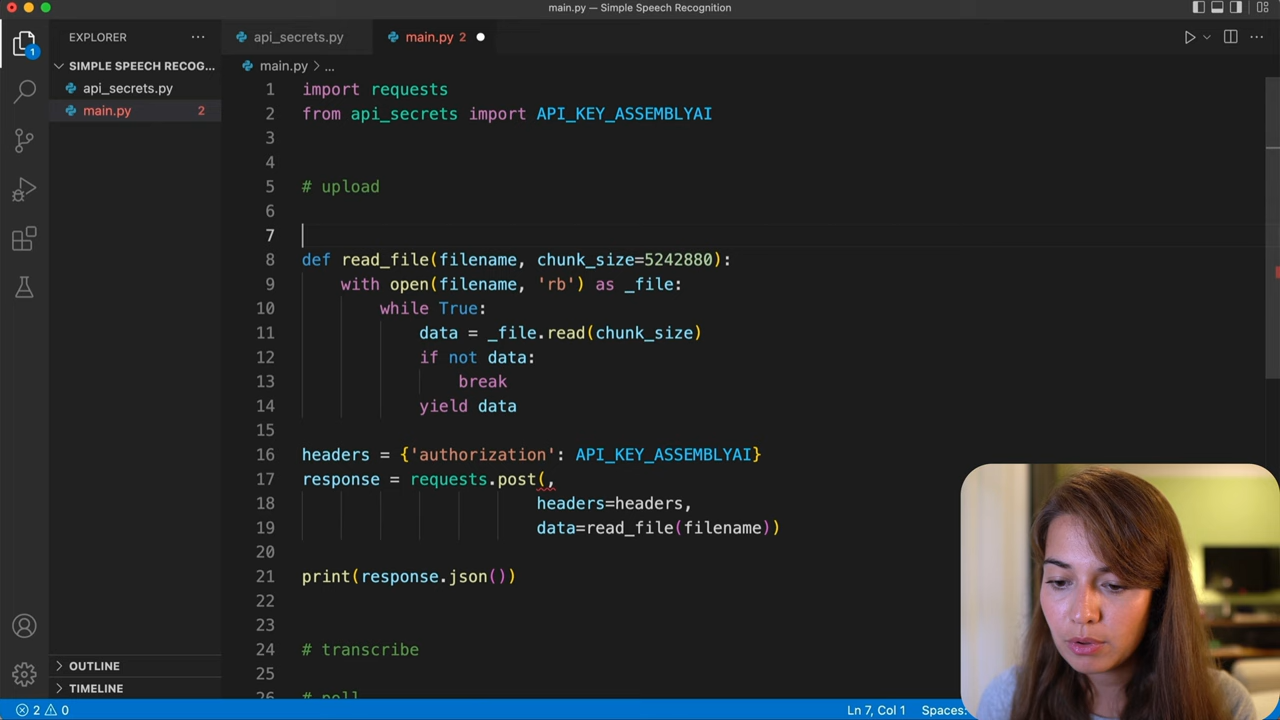 main.py — Simple Speech Recognition
EXPLORER
SIMPLE SPEECH RECOG...
api_secrets.py
main.py 2
OUTLINE
TIMELINE
1
api_secrets.py
main.py 2
main.py > ...
1 import requests
2 from api_secrets import API_KEY_ASSEMBLYAI
3
4
5 # upload
6
7
8 def read_file(filename, chunk_size=5242880):
9 with open(filename, 'rb') as _file:
10 while True:
11 data = _file.read(chunk_size)
12 if not data:
13 break
14 yield data
15
16 headers = {'authorization': API_KEY_ASSEMBLYAI}
17 response = requests.post(,
18 headers=headers,
19 data=read_file(filename))
20
21 print(response.json())
22
23
24 # transcribe
25
26 # poll
2 0
Ln 7, Col 1 Spaces: